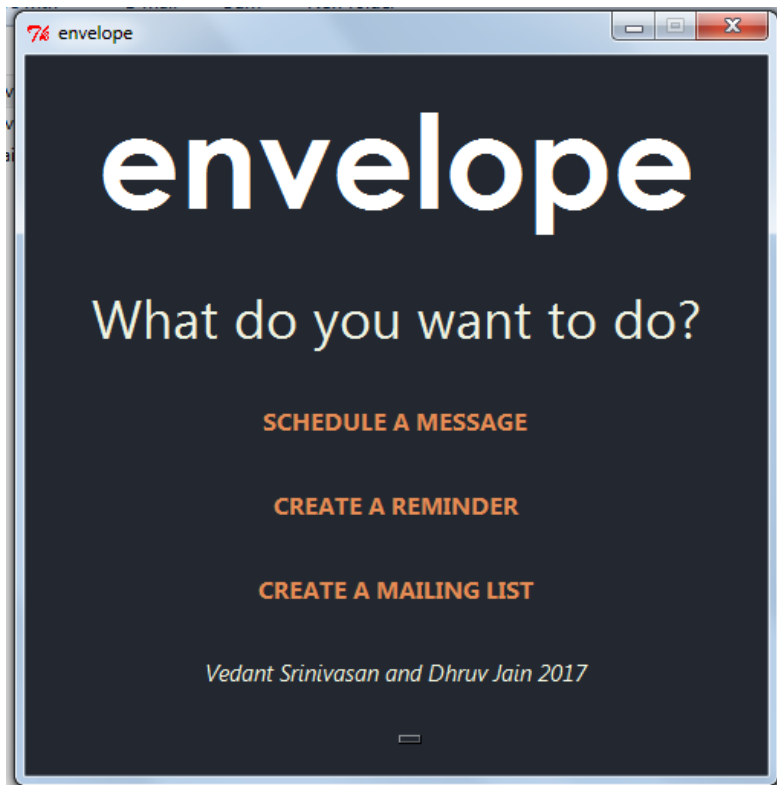 envelope
envelope
What do you want to do?
SCHEDULE A MESSAGE
CREATE A REMINDER
CREATE A MAILING LIST
Vedant Srinivasan and Dhruv Jain 2017